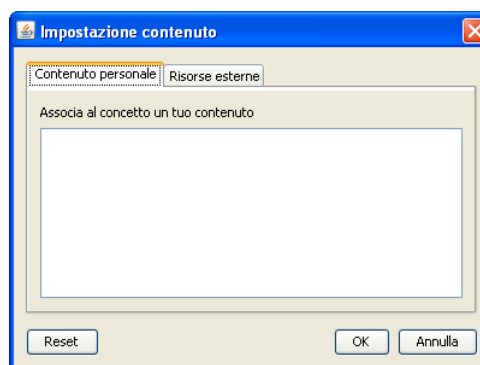 Impostazione contenuto
Contenuto personale Risorse esterne
Associa al concetto un tuo contenuto
Reset OK Annulla